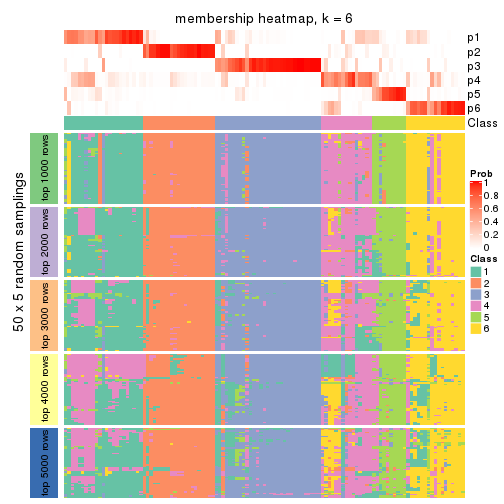 membership heatmap, k = 6
p1
p2
p3
p4
p5
p6
Class
50 x 5 random samplings
top 1000 rows
top 2000 rows
top 3000 rows
top 4000 rows
top 5000 rows
Prob
1
0.8
0.6
0.4
0.2
0
Class
1
2
3
4
5
6